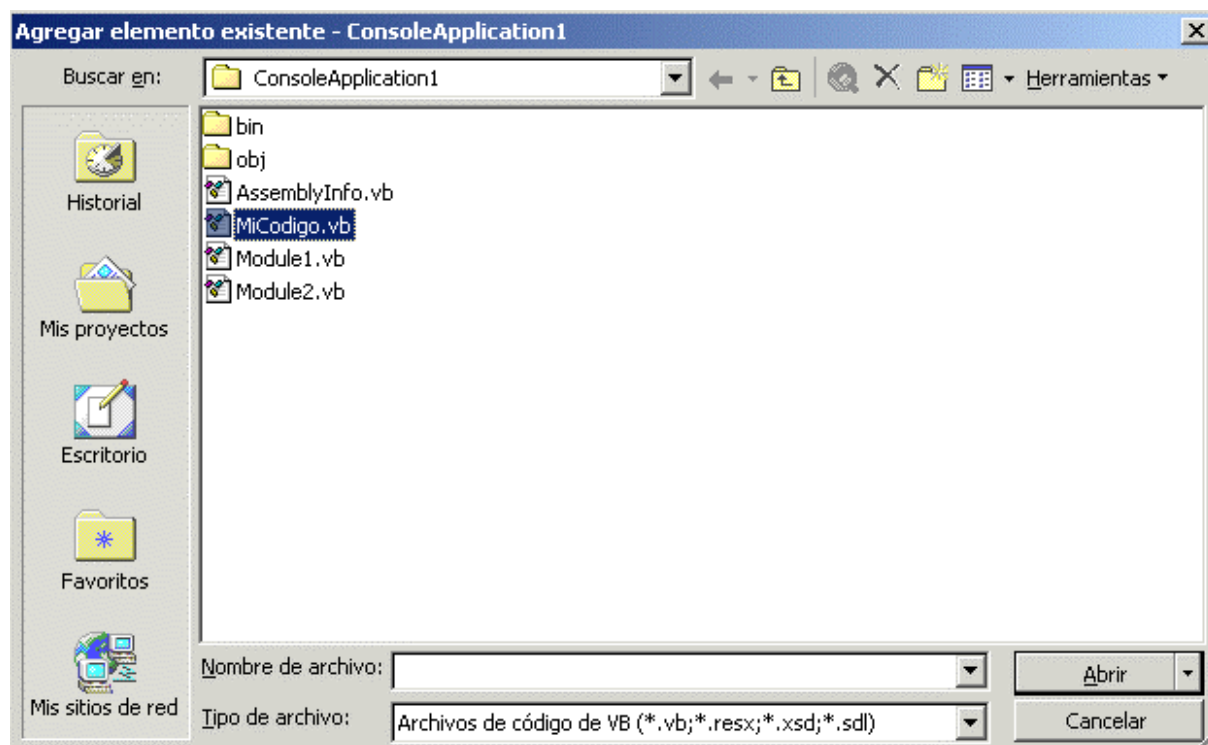 Agregar elemento existente - ConsoleApplication1
Buscar en: ConsoleApplication1 Herramientas
bin
obj
AssemblyInfo.vb
MiCodigo.vb
Module1.vb
Module2.vb
Historial
Mis proyectos
Escritorio
Favoritos
Mis sitios de red
Nombre de archivo: Abrir
Tipo de archivo: Archivos de código de VB (*.vb;*.resx;*.xsd;*.sdl) Cancelar